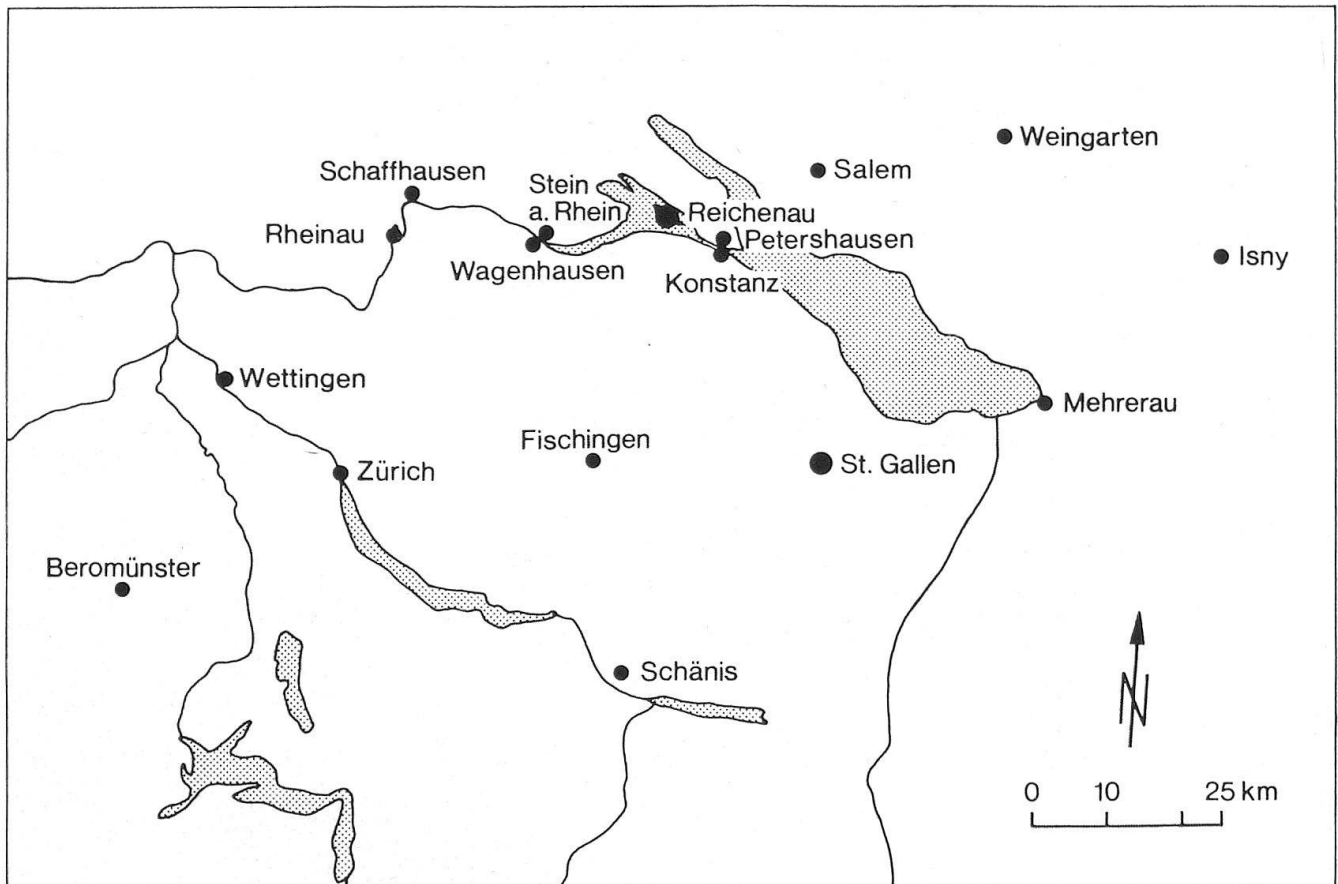 Weingarten
Salem
Schaffhausen
Stein
a. Rhein
Reichenau
Rheinau
Petershausen
Wagenhausen
Konstanz
Isny
Wettingen
Mehrerau
Fischingen
St. Gallen
Zürich
Beromünster
Schänis
N
0 10 25 km